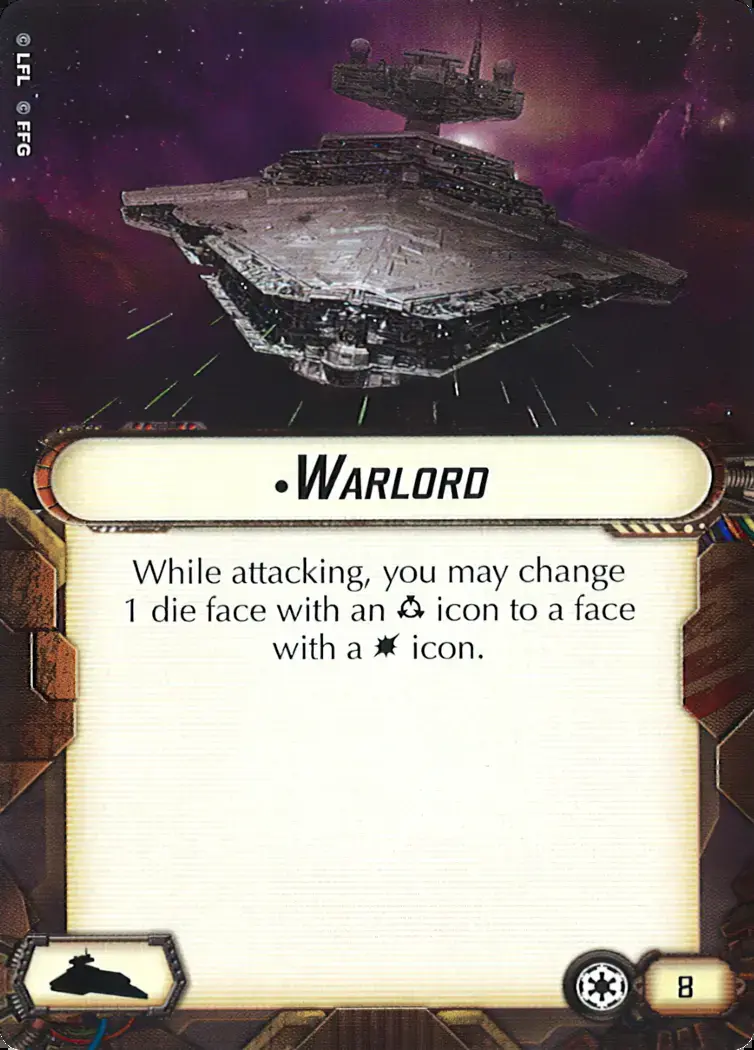 © LFL © FFG
•WARLORD
While attacking, you may change
1 die face with an icon to a face
with a icon.
8